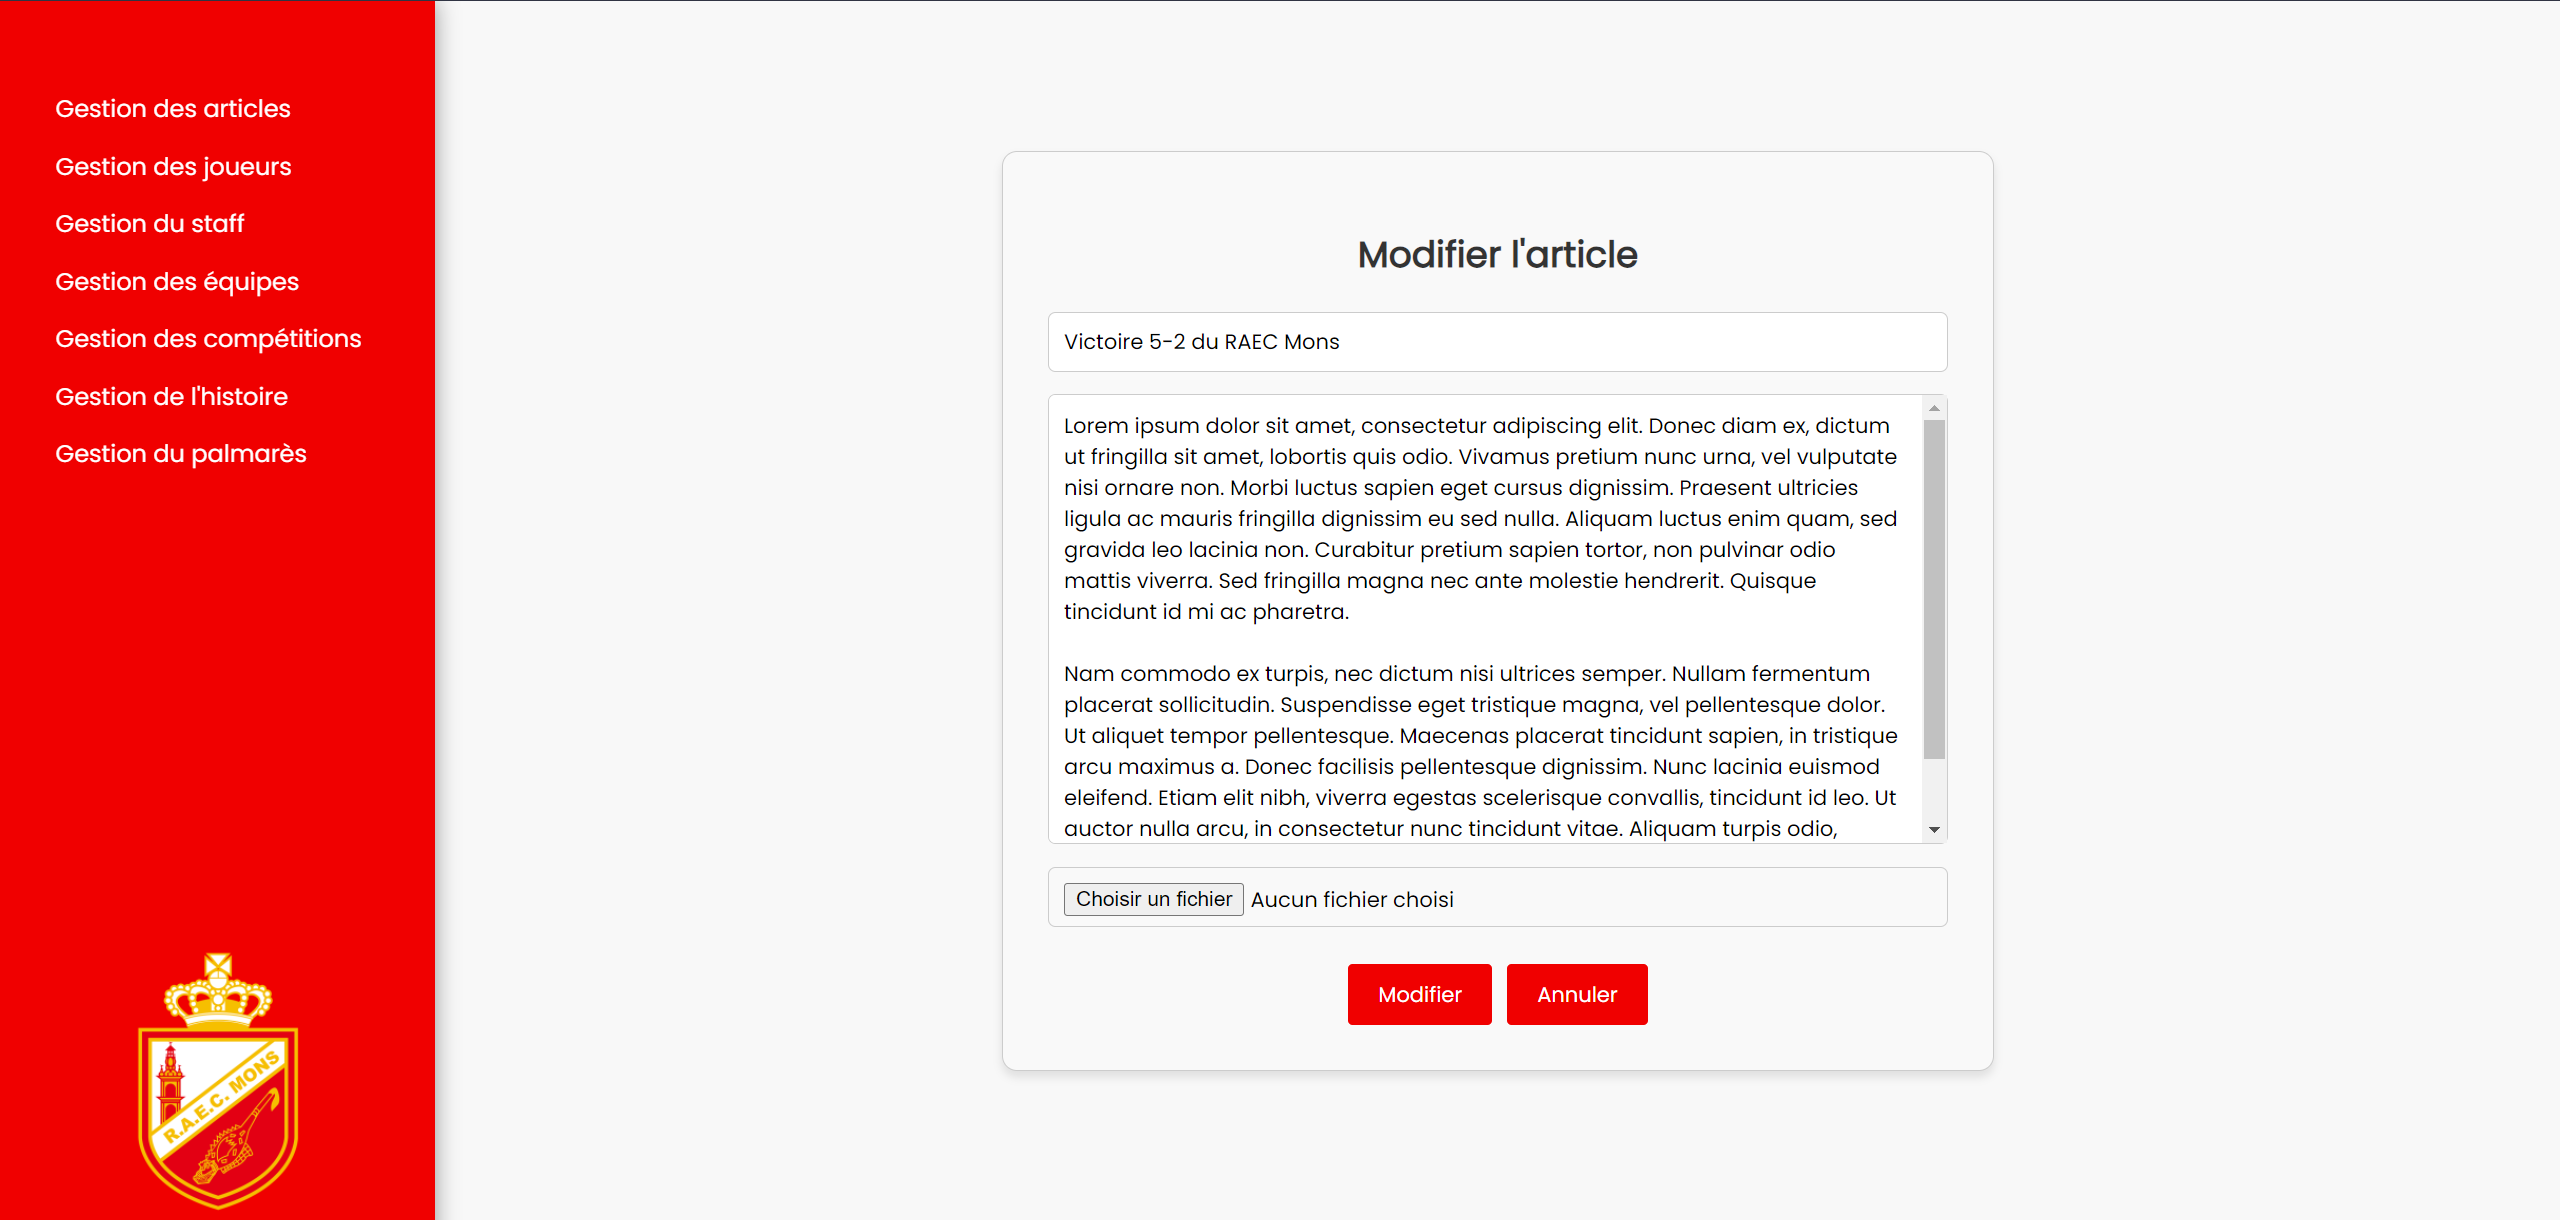 Gestion des articles
Gestion des joueurs
Gestion du staff
Gestion des équipes
Gestion des compétitions
Gestion de l'histoire
Gestion du palmarès
R.A.E.C. MONS
Modifier l'article
Victoire 5-2 du RAEC Mons
Lorem ipsum dolor sit amet, consectetur adipiscing elit. Donec diam ex, dictum
ut fringilla sit amet, lobortis quis odio. Vivamus pretium nunc urna, vel vulputate
nisi ornare non. Morbi luctus sapien eget cursus dignissim. Praesent ultricies
ligula ac mauris fringilla dignissim eu sed nulla. Aliquam luctus enim quam, sed
gravida leo lacinia non. Curabitur pretium sapien tortor, non pulvinar odio
mattis viverra. Sed fringilla magna nec ante molestie hendrerit. Quisque
tincidunt id mi ac pharetra.
Nam commodo ex turpis, nec dictum nisi ultrices semper. Nullam fermentum
placerat sollicitudin. Suspendisse eget tristique magna, vel pellentesque dolor.
Ut aliquet tempor pellentesque. Maecenas placerat tincidunt sapien, in tristique
arcu maximus a. Donec facilisis pellentesque dignissim. Nunc lacinia euismod
eleifend. Etiam elit nibh, viverra egestas scelerisque convallis, tincidunt id leo. Ut
auctor nulla arcu, in consectetur nunc tincidunt vitae. Aliquam turpis odio,
Choisir un fichier Aucun fichier choisi
Modifier
Annuler